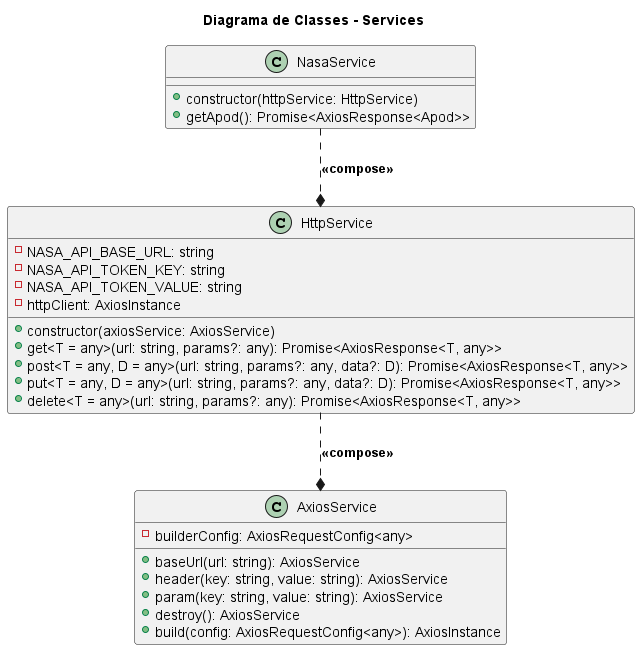 Diagrama de Classes - Services
C NasaService
constructor(httpService: HttpService)
getApod(): Promise<AxiosResponse<Apod>>
«compose»
C HttpService
NASA_API_BASE_URL: string
NASA_API_TOKEN_KEY: string
NASA_API_TOKEN_VALUE: string
httpClient: AxiosInstance
constructor(axiosService: AxiosService)
get<T = any>(url: string, params?: any): Promise<AxiosResponse<T, any>>
post<T = any, D = any>(url: string, params?: any, data?: D): Promise<AxiosResponse<T, any>>
put<T = any, D = any>(url: string, params?: any, data?: D): Promise<AxiosResponse<T, any>>
delete<T = any>(url: string, params?: any): Promise<AxiosResponse<T, any>>
«compose»
C AxiosService
builderConfig: AxiosRequestConfig<any>
baseUrl(url: string): AxiosService
header(key: string, value: string): AxiosService
param(key: string, value: string): AxiosService
destroy(): AxiosService
build(config: AxiosRequestConfig<any>): AxiosInstance